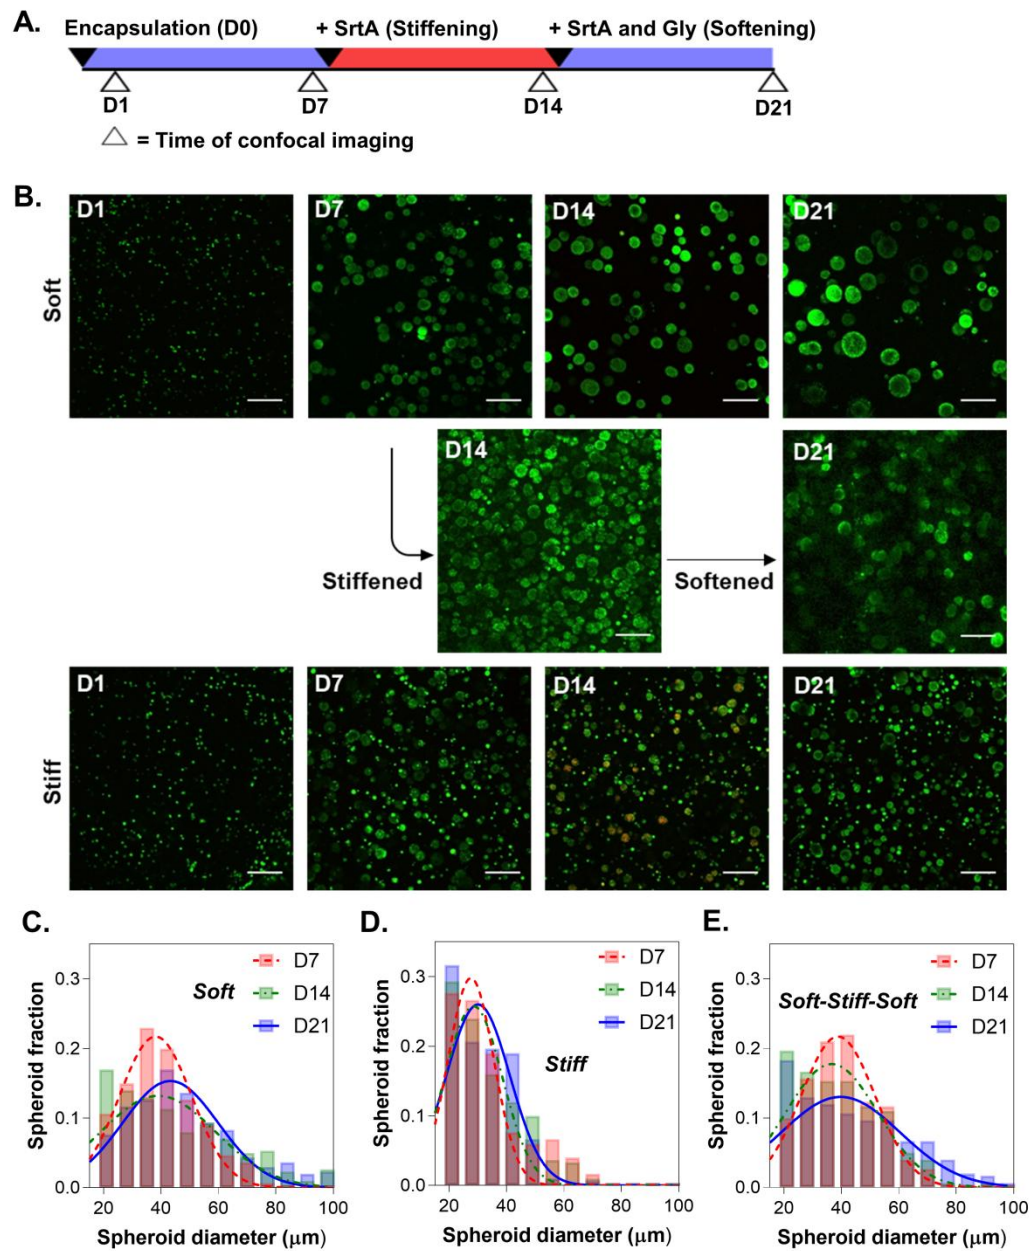 A.
Encapsulation (D0) + SrtA (Stiffening) + SrtA and Gly (Softening)
D1 D7 D14 D21
= Time of confocal imaging
B.
Soft
D1 D7 D14 D21
D14 D21
Stiffened Softened
Stiff
D1 D7 D14 D21
C.
Spheroid fraction
0.3
0.2
0.1
0.0
Soft
D7
D14
D21
20 40 60 80 100
Spheroid diameter (μm)
D.
Spheroid fraction
0.3
0.2
0.1
0.0
Stiff
D7
D14
D21
20 40 60 80 100
Spheroid diameter (μm)
E.
Spheroid fraction
0.3
0.2
0.1
0.0
Soft-Stiff-Soft
D7
D14
D21
20 40 60 80 100
Spheroid diameter (μm)